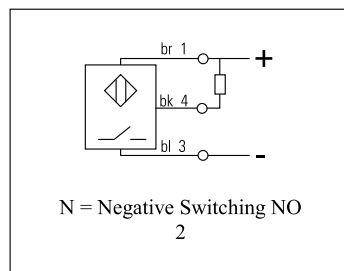 br 1
+
bk 4
bl 3
-
N = Negative Switching NO
2